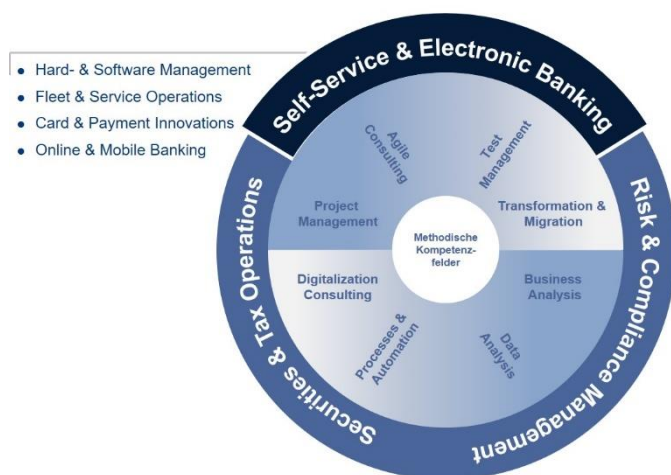 Hard- & Software Management
Fleet & Service Operations
Card & Payment Innovations
Online & Mobile Banking
Self-Service & Electronic Banking
Risk & Compliance Management
Securities & Tax Operations
Agile
Consulting
Test
Management
Project
Management
Transformation &
Migration
Methodische
Kompetenz-
felder
Digitalization
Consulting
Business
Analysis
Processes &
Automation
Data
Analysis